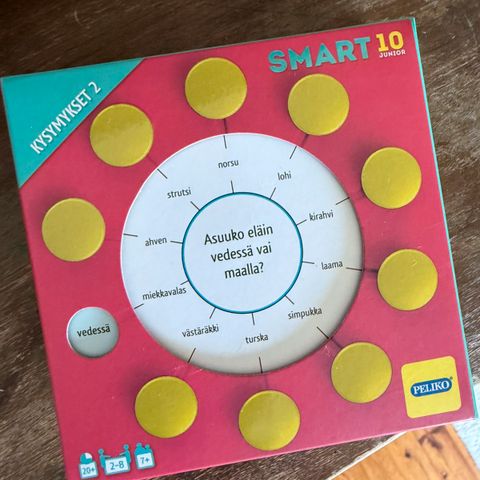 KYSYMYKSET 2
SMART 10
JUNIOR
norsu
lohi
kirahvi
laama
simpukka
turska
västäräkki
miekkavalas
ahven
strutsi
Asuuko eläin
vedessä vai
maalla?
vedessä
PELIKO
20+
2-8
7+